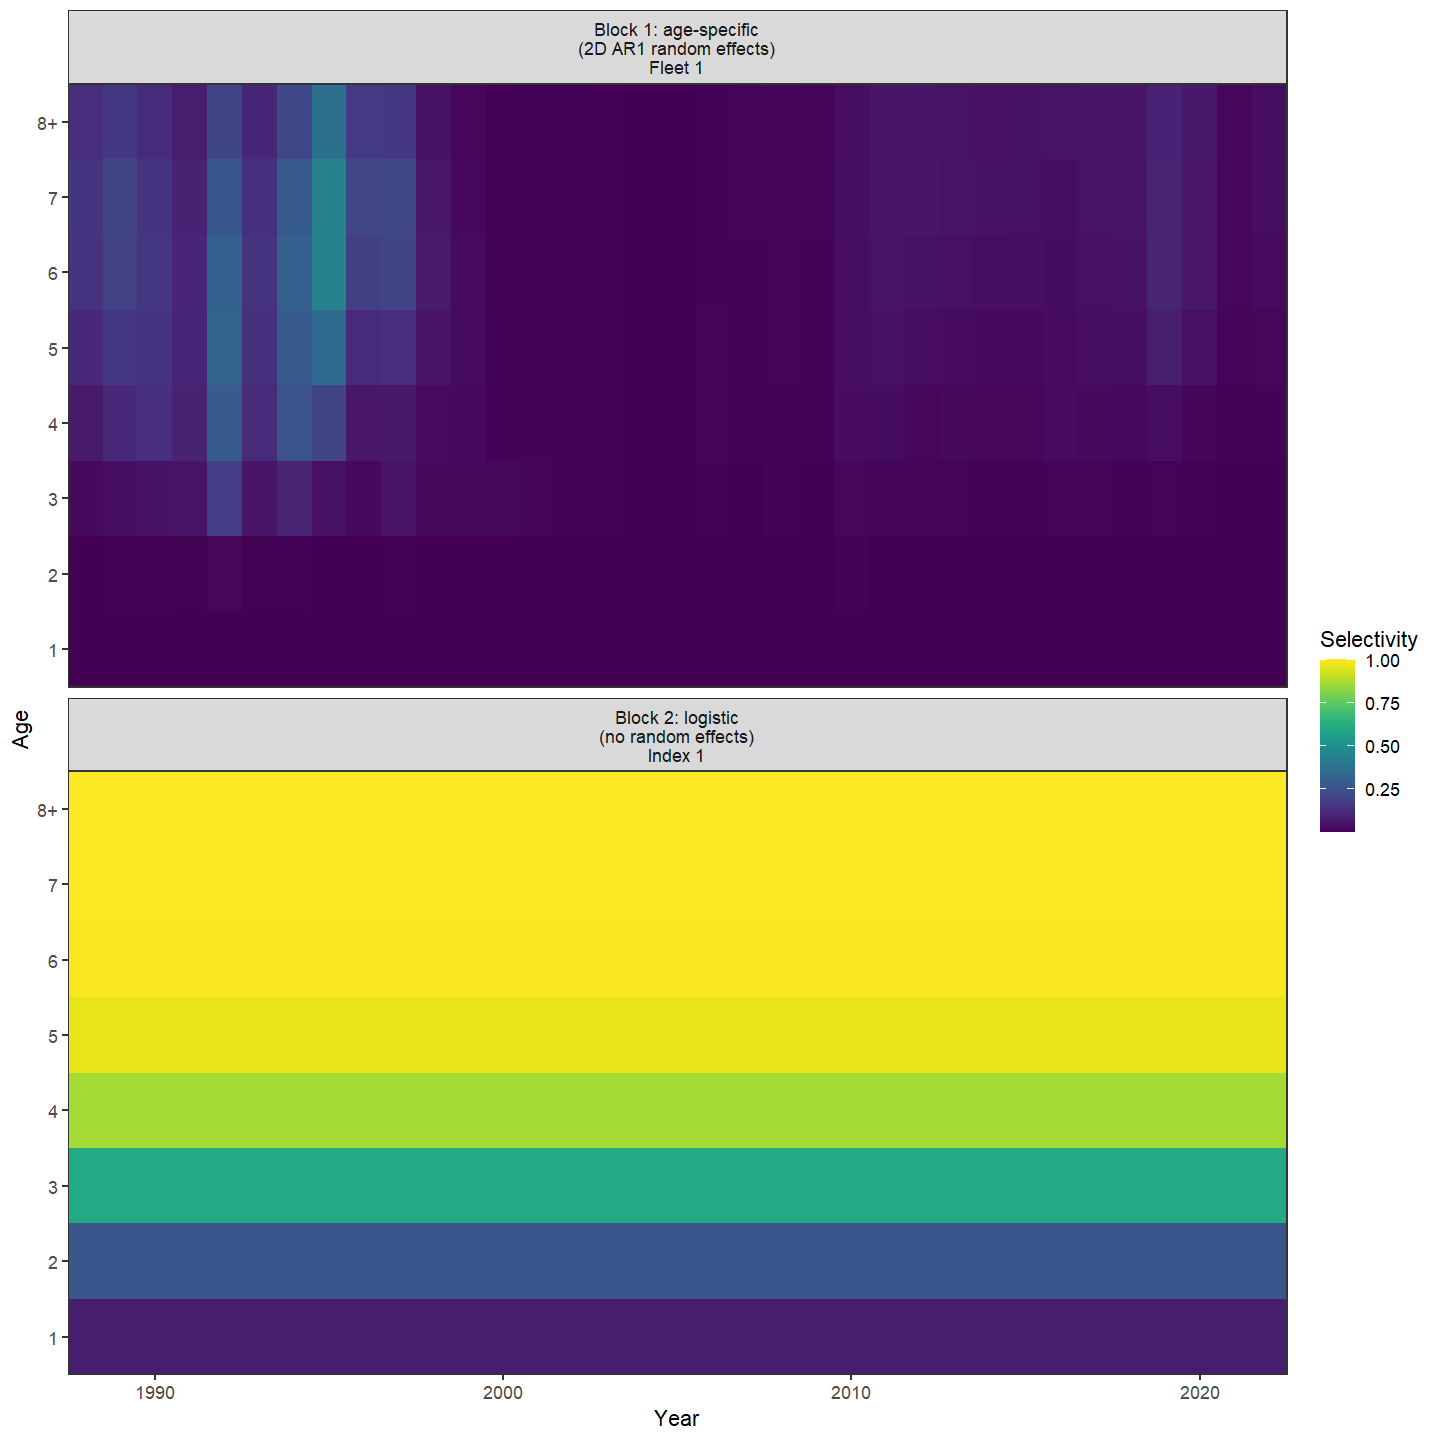 Block 1: age-specific
(2D AR1 random effects)
Fleet 1
8+
7
6
5
4
3
2
1
Block 2: logistic
(no random effects)
Index 1
8+
7
6
5
4
3
2
1
Age
1990
2000
2010
2020
Year
Selectivity
1.00
0.75
0.50
0.25